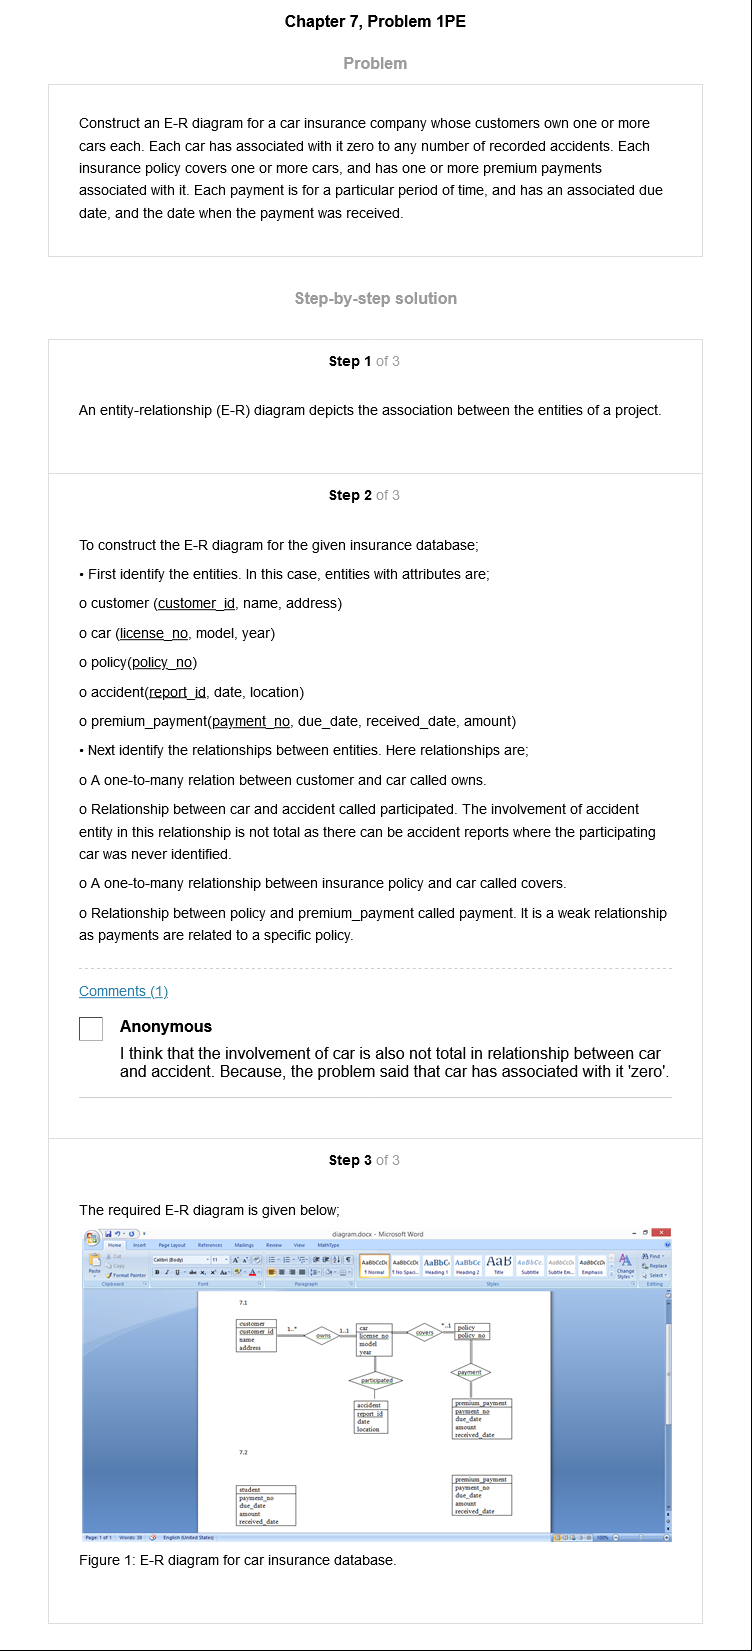 Chapter 7, Problem 1PE
Problem
Construct an E-R diagram for a car insurance company whose customers own one or more
cars each. Each car has associated with it zero to any number of recorded accidents. Each
insurance policy covers one or more cars, and has one or more premium payments
associated with it. Each payment is for a particular period of time, and has an associated due
date, and the date when the payment was received.
Step-by-step solution
Step 1 of 3
An entity-relationship (E-R) diagram depicts the association between the entities of a project.
Step 2 of 3
To construct the E-R diagram for the given insurance database;
• First identify the entities. In this case, entities with attributes are;
o customer (customer_id, name, address)
o car (license_no, model, year)
o policy(policy_no)
o accident(report_id, date, location)
o premium_payment(payment_no, due_date, received_date, amount)
• Next identify the relationships between entities. Here relationships are;
o A one-to-many relation between customer and car called owns.
o Relationship between car and accident called participated. The involvement of accident
entity in this relationship is not total as there can be accident reports where the participating
car was never identified.
o A one-to-many relationship between insurance policy and car called covers.
o Relationship between policy and premium_payment called payment. It is a weak relationship
as payments are related to a specific policy.
Comments (1)
Anonymous
I think that the involvement of car is also not total in relationship between car
and accident. Because, the problem said that car has associated with it 'zero'.
Step 3 of 3
The required E-R diagram is given below;
diagram.docx - Microsoft Word
Home Insert Page Layout References Mailings Review View MathType
Paste
Cut
Copy
Format Painter
Clipboard
Calibri (Body) 11
Font
Paragraph
AaBbCcDc AaBbCcDc AaBbC AaBbCc AaB AaBbCc AaBbCcDc AaBbCcDc
¶ Normal ¶ No Spaci... Heading 1 Heading 2 Title Subtitle Subtle Em... Emphasis
Styles
Change
Styles
Find
Replace
Select
Editing
7.1
customer
customer_id
name
address
1..*
owns
1..1
car
license_no
model
year
covers
*..1
policy
policy_no
participated
payment
accident
report_id
date
location
premium_payment
payment_no
due_date
amount
received_date
7.2
student
payment_no
due_date
amount
received_date
premium_payment
payment_no
due_date
amount
received_date
Page: 1 of 1 Words: 38 English (United States)
100%
Figure 1: E-R diagram for car insurance database.